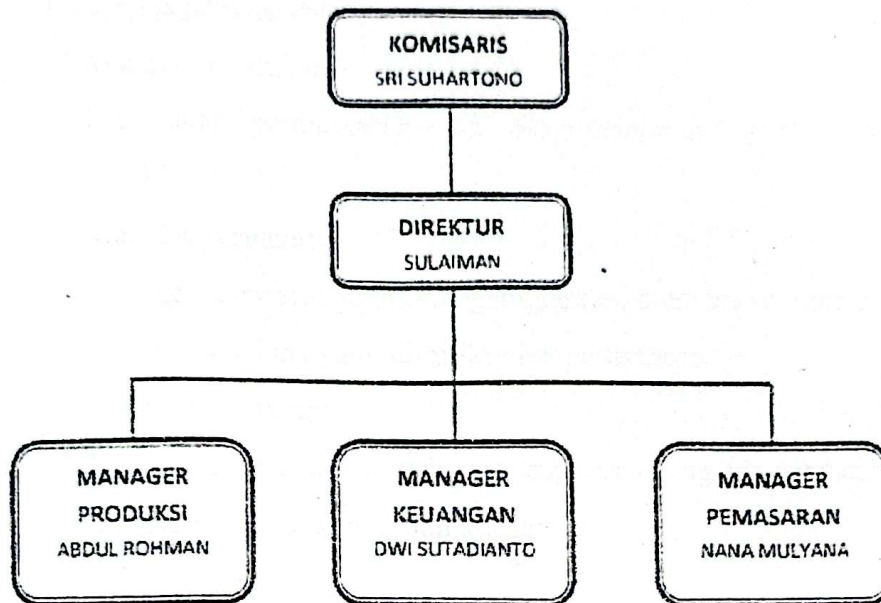 KOMISARIS
SRI SUHARTONO
DIREKTUR
SULAIMAN
MANAGER
PRODUKSI
ABDUL ROHMAN
MANAGER
KEUANGAN
DWI SUTADIANTO
MANAGER
PEMASARAN
NANA MULYANA